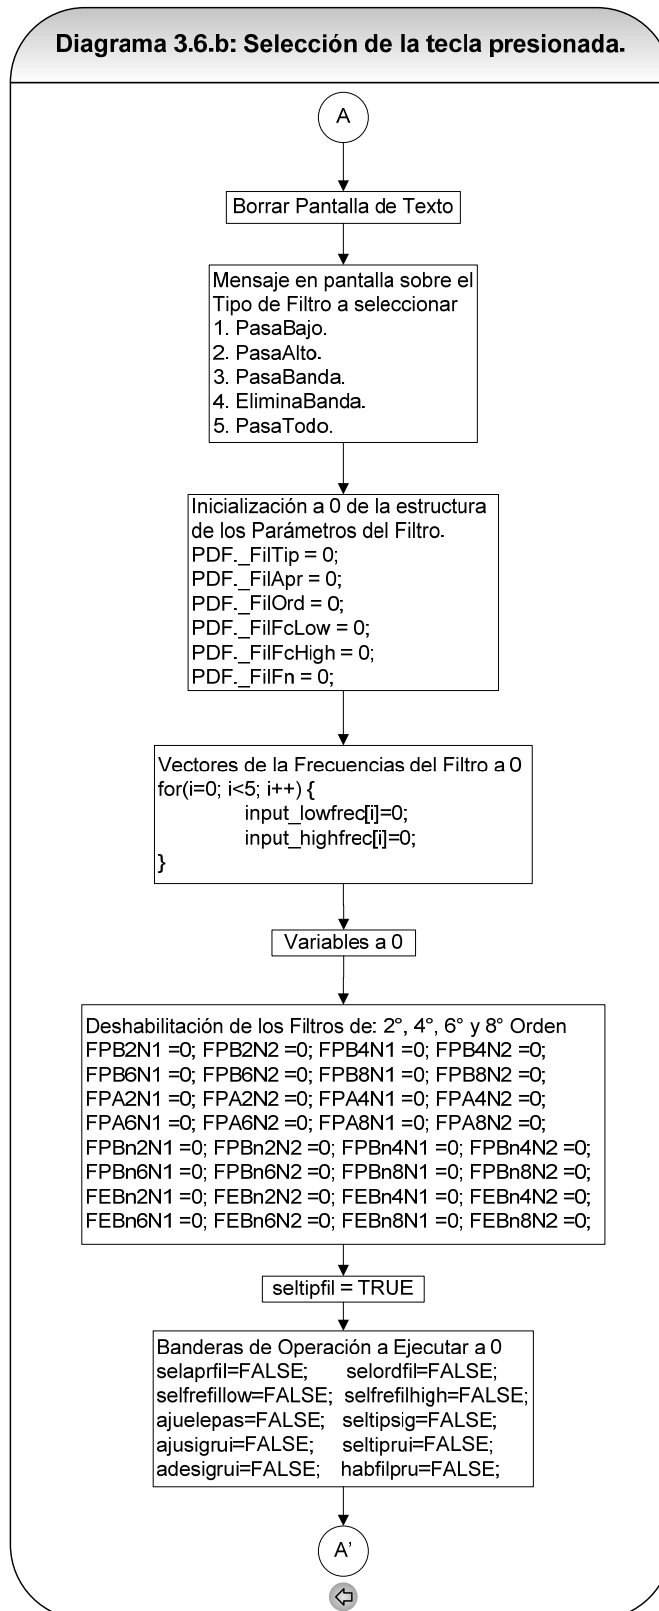 Diagrama 3.6.b: Selección de la tecla presionada.
A
Borrar Pantalla de Texto
Mensaje en pantalla sobre el
Tipo de Filtro a seleccionar
1. PasaBajo.
2. PasaAlto.
3. PasaBanda.
4. EliminaBanda.
5. PasaTodo.
Inicialización a 0 de la estructura
de los Parámetros del Filtro.
PDF._FilTip = 0;
PDF._FilApr = 0;
PDF._FilOrd = 0;
PDF._FilFcLow = 0;
PDF._FilFcHigh = 0;
PDF._FilFn = 0;
Vectores de la Frecuencias del Filtro a 0
for(i=0; i<5; i++) {
input_lowfrec[i]=0;
input_highfrec[i]=0;
}
Variables a 0
Deshabilitación de los Filtros de: 2°, 4°, 6° y 8° Orden
FPB2N1 =0; FPB2N2 =0; FPB4N1 =0; FPB4N2 =0;
FPB6N1 =0; FPB6N2 =0; FPB8N1 =0; FPB8N2 =0;
FPA2N1 =0; FPA2N2 =0; FPA4N1 =0; FPA4N2 =0;
FPA6N1 =0; FPA6N2 =0; FPA8N1 =0; FPA8N2 =0;
FPBn2N1 =0; FPBn2N2 =0; FPBn4N1 =0; FPBn4N2 =0;
FPBn6N1 =0; FPBn6N2 =0; FPBn8N1 =0; FPBn8N2 =0;
FEBn2N1 =0; FEBn2N2 =0; FEBn4N1 =0; FEBn4N2 =0;
FEBn6N1 =0; FEBn6N2 =0; FEBn8N1 =0; FEBn8N2 =0;
seltipfil = TRUE
Banderas de Operación a Ejecutar a 0
selaprfil=FALSE; selordfil=FALSE;
selfrefillow=FALSE; selfrefilhigh=FALSE;
ajuelepas=FALSE; seltipsig=FALSE;
ajusigrui=FALSE; seltiprui=FALSE;
adesigrui=FALSE; habfilpru=FALSE;
A'